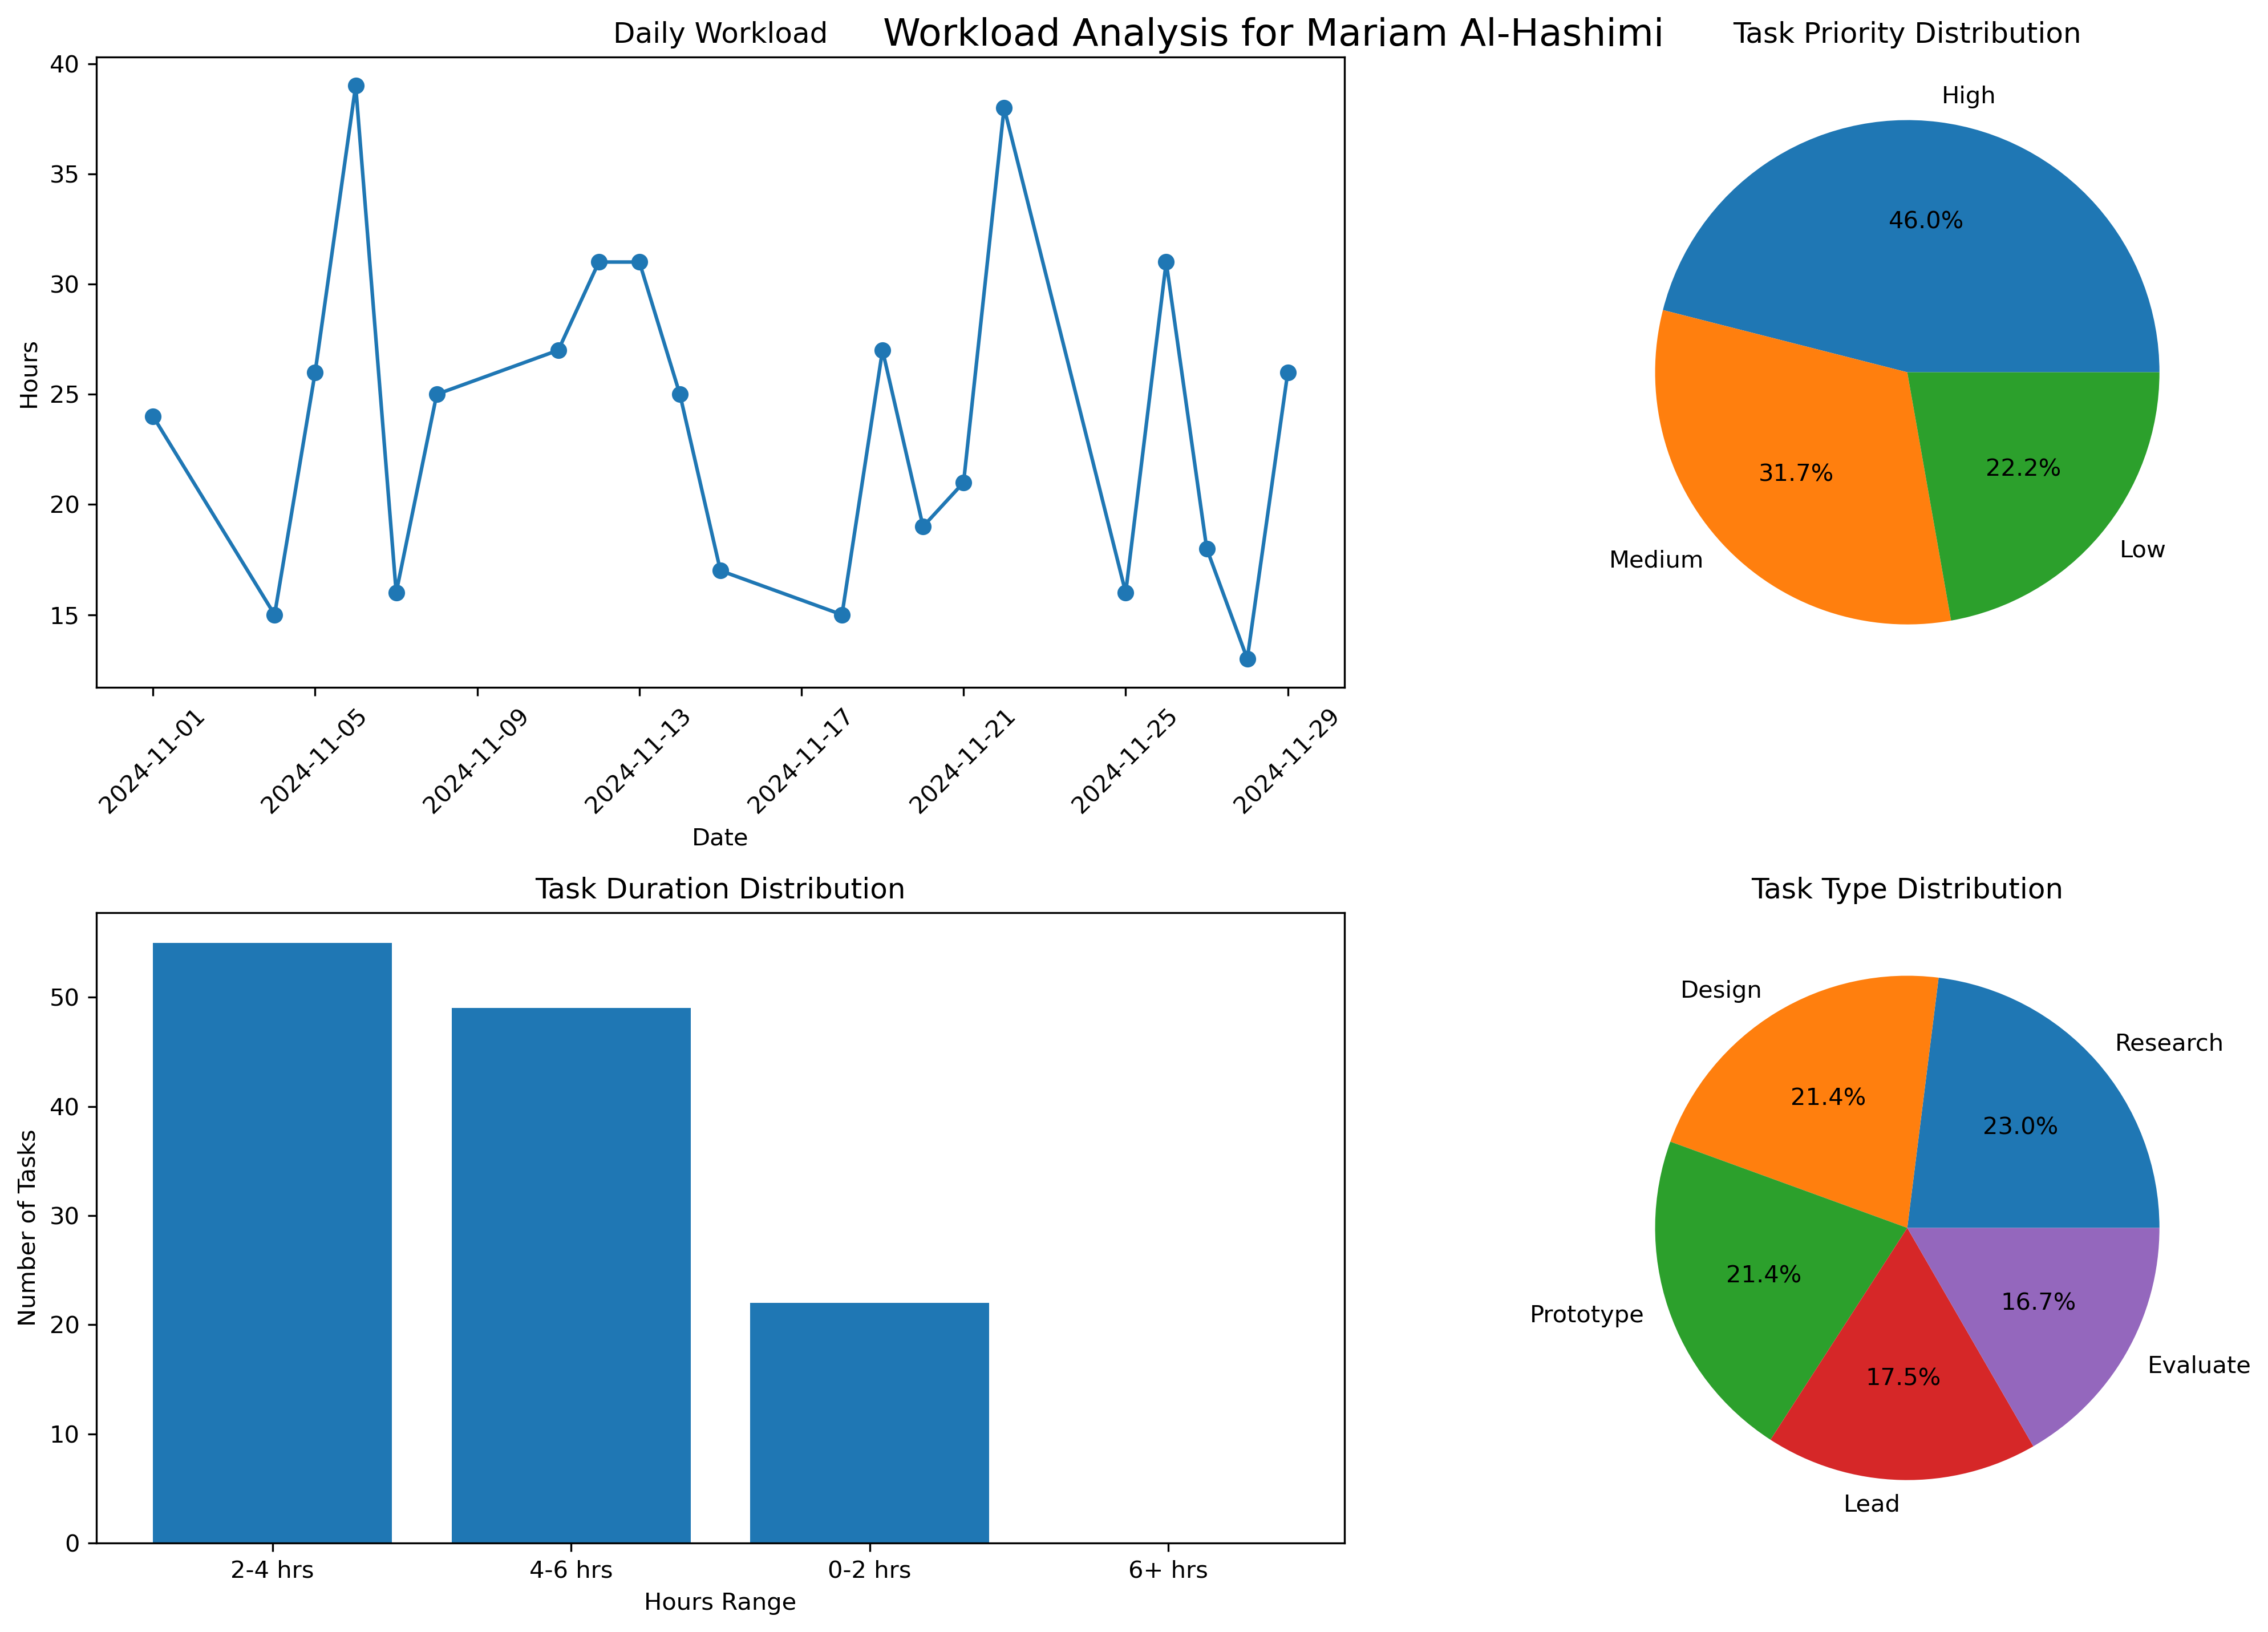 Workload Analysis for Mariam Al-Hashimi
Daily Workload
40
35
30
25
20
15
Hours
2024-11-01
2024-11-05
2024-11-09
2024-11-13
2024-11-17
2024-11-21
2024-11-25
2024-11-29
Date
Task Priority Distribution
High
46.0%
31.7%
22.2%
Medium
Low
Task Duration Distribution
50
40
30
20
10
0
Number of Tasks
2-4 hrs
4-6 hrs
0-2 hrs
6+ hrs
Hours Range
Task Type Distribution
Design
Research
21.4%
23.0%
21.4%
16.7%
Prototype
Evaluate
17.5%
Lead